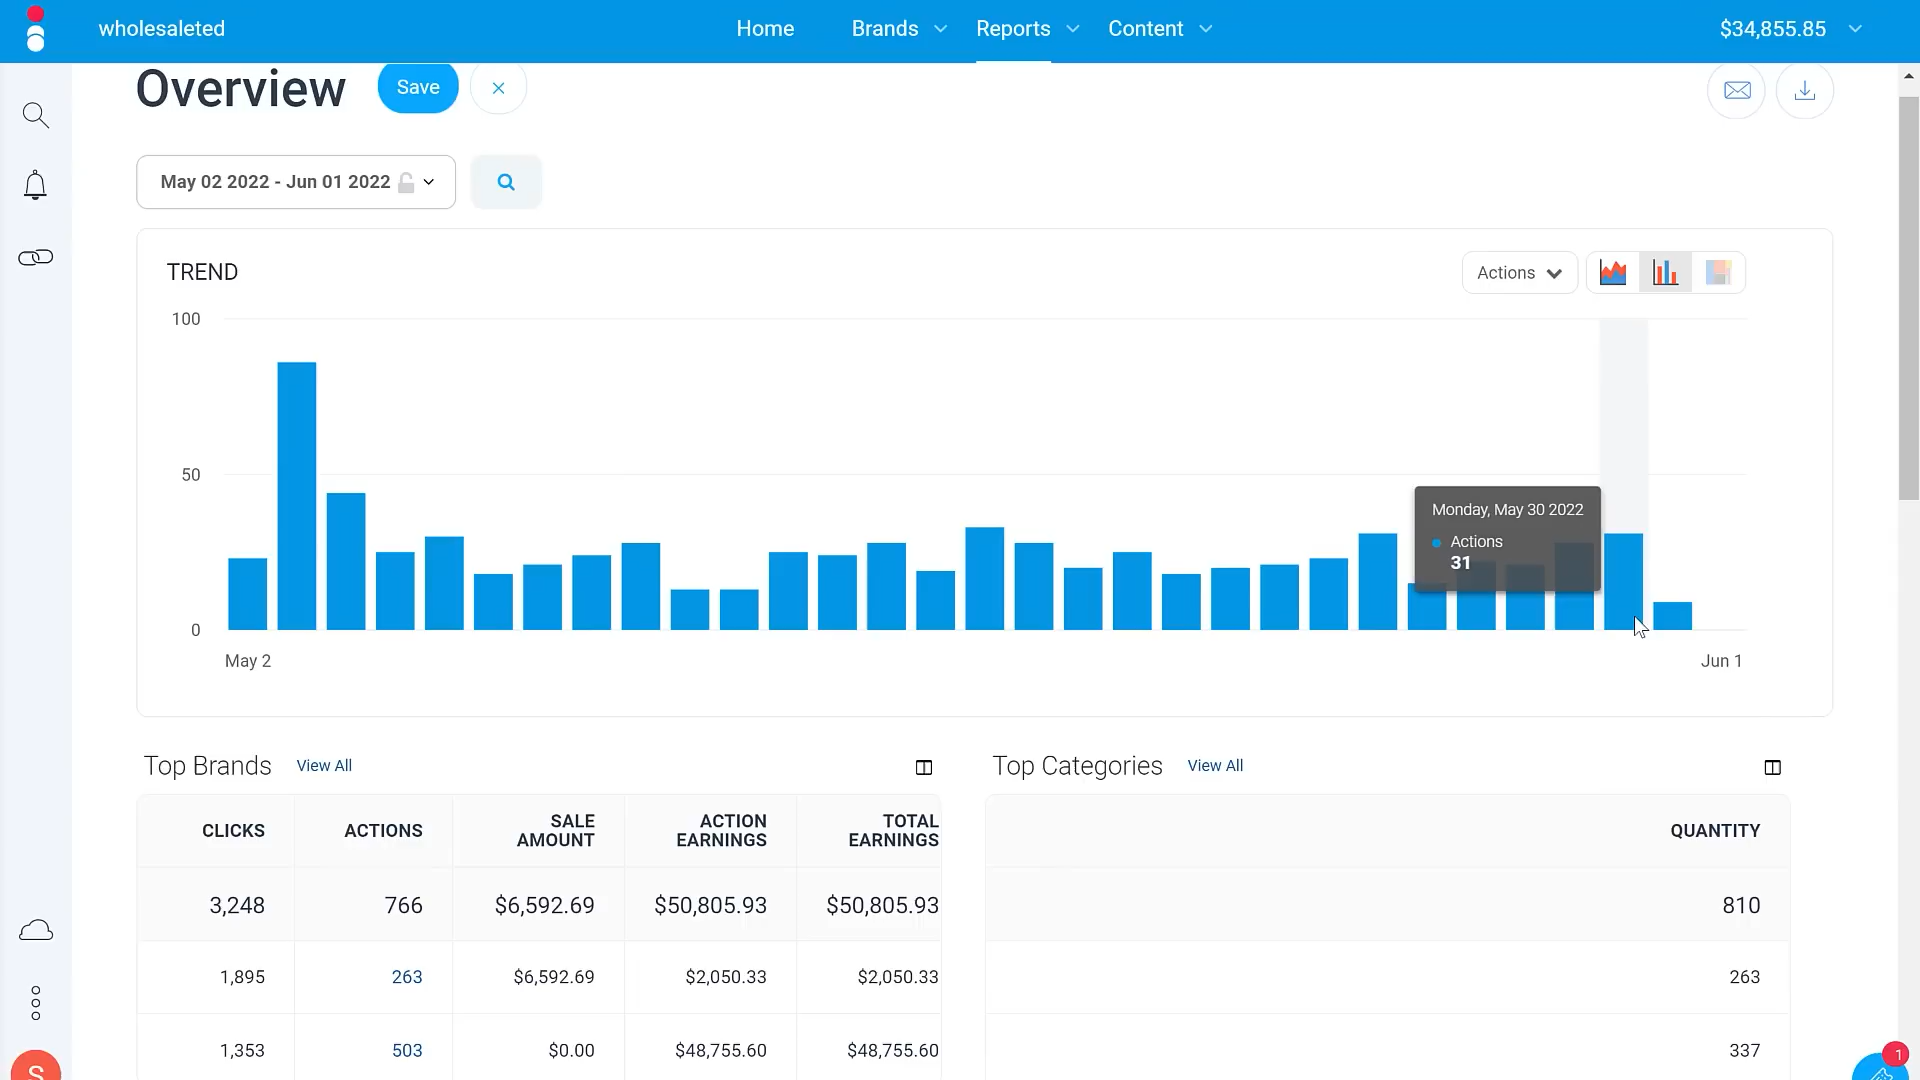 wholesaleted
Home
Brands
Reports
Content
$34,855.85
Overview
Save
May 02 2022 - Jun 01 2022
TREND
Actions
100
50
0
Monday, May 30 2022
Actions
31
May 2
Jun 1
Top Brands
View All
CLICKS ACTIONS SALE AMOUNT ACTION EARNINGS TOTAL EARNINGS
3,248 766 $6,592.69 $50,805.93 $50,805.93
1,895 263 $6,592.69 $2,050.33 $2,050.33
1,353 503 $0.00 $48,755.60 $48,755.60
Top Categories
View All
QUANTITY
810
263
337
S
1